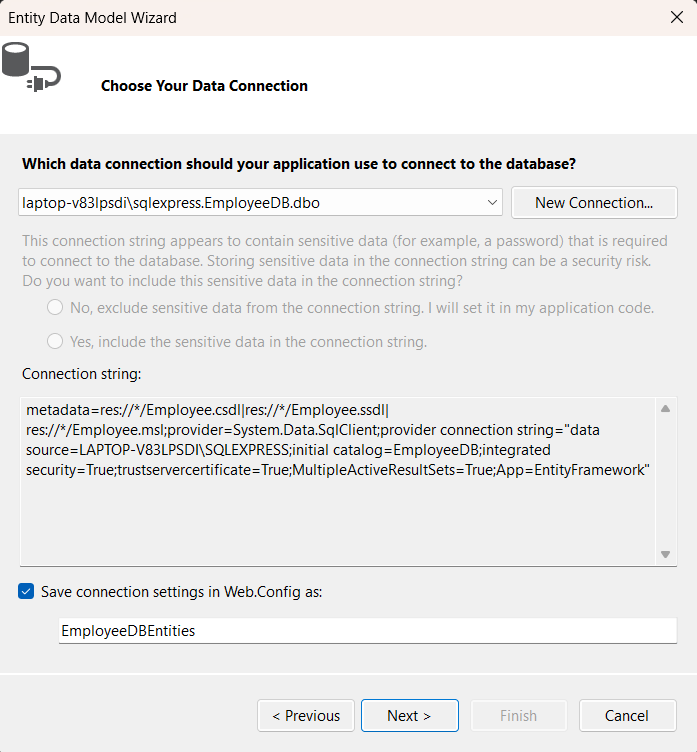 Entity Data Model Wizard
Choose Your Data Connection
Which data connection should your application use to connect to the database?
laptop-v83lpsdi\sqlexpress.EmployeeDB.dbo
New Connection...
This connection string appears to contain sensitive data (for example, a password) that is required
to connect to the database. Storing sensitive data in the connection string can be a security risk.
Do you want to include this sensitive data in the connection string?
No, exclude sensitive data from the connection string. I will set it in my application code.
Yes, include the sensitive data in the connection string.
Connection string:
metadata=res://*/Employee.csdl|res://*/Employee.ssdl|
res://*/Employee.msl;provider=System.Data.SqlClient;provider connection string="data
source=LAPTOP-V83LPSDI\SQLEXPRESS;initial catalog=EmployeeDB;integrated
security=True;trustservercertificate=True;MultipleActiveResultSets=True;App=EntityFramework"
Save connection settings in Web.Config as:
EmployeeDBEntities
< Previous
Next >
Finish
Cancel